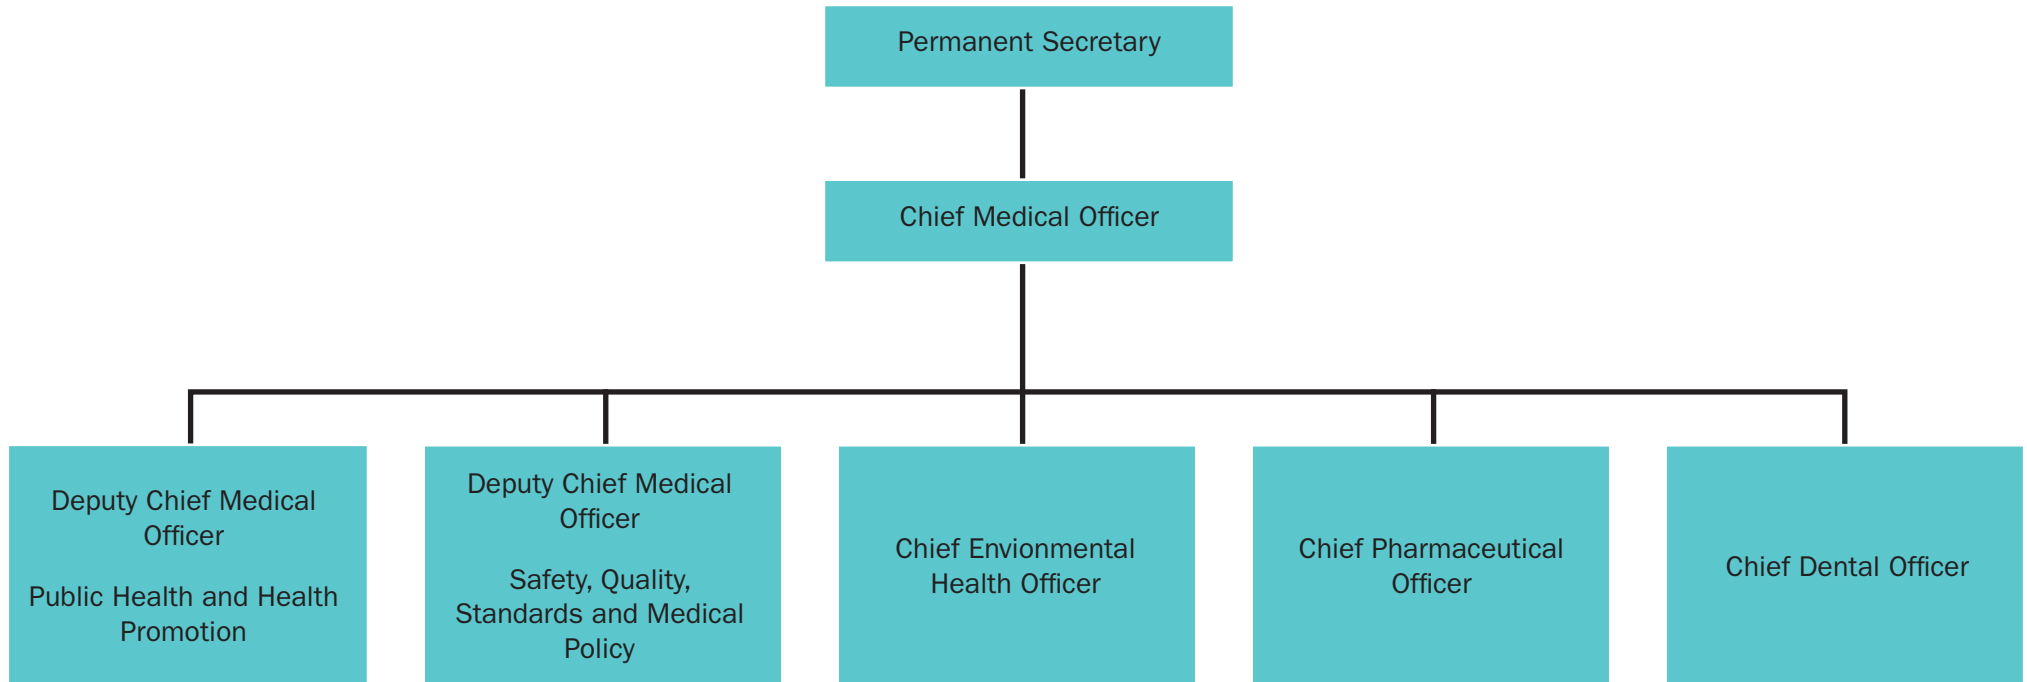 Permanent Secretary
Chief Medical Officer
Deputy Chief Medical
Officer
Public Health and Health
Promotion
Deputy Chief Medical
Officer
Safety, Quality,
Standards and Medical
Policy
Chief Envionmental
Health Officer
Chief Pharmaceutical
Officer
Chief Dental Officer